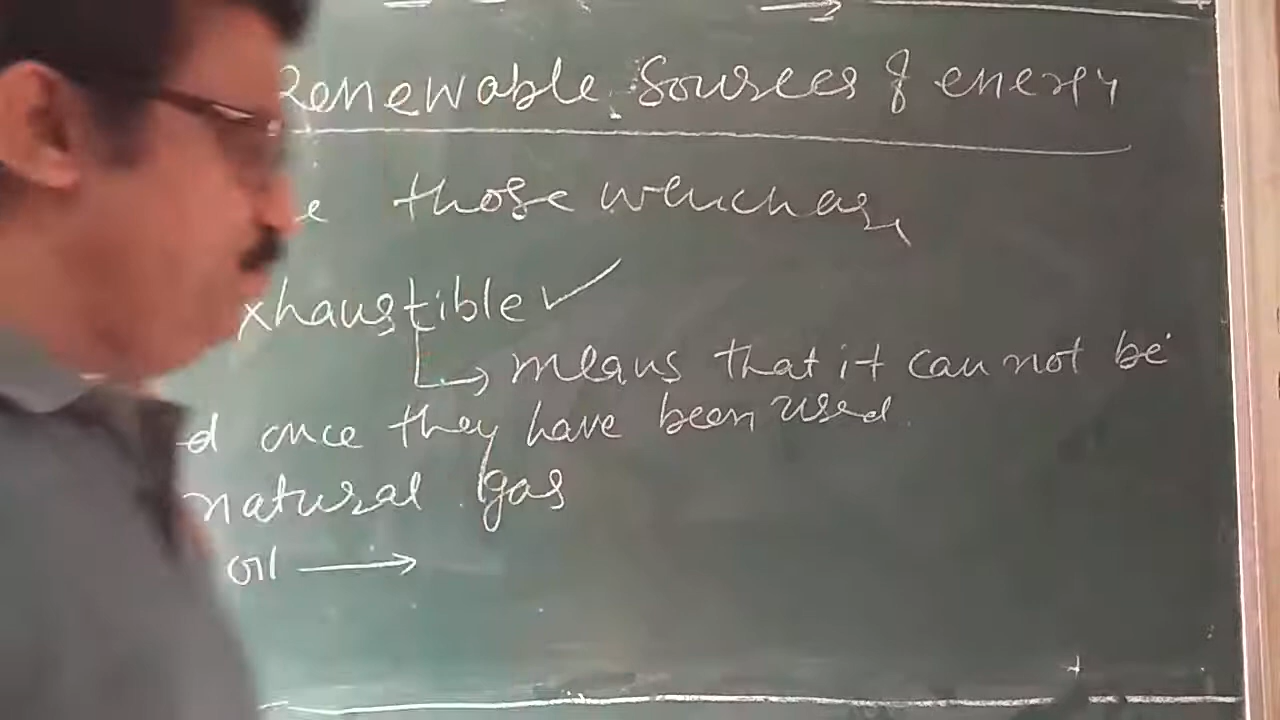 Renewable Sources of energy
e those which are
xhaustible ✓
→ means that it can not be
d once they have been used.
natural gas
oil →